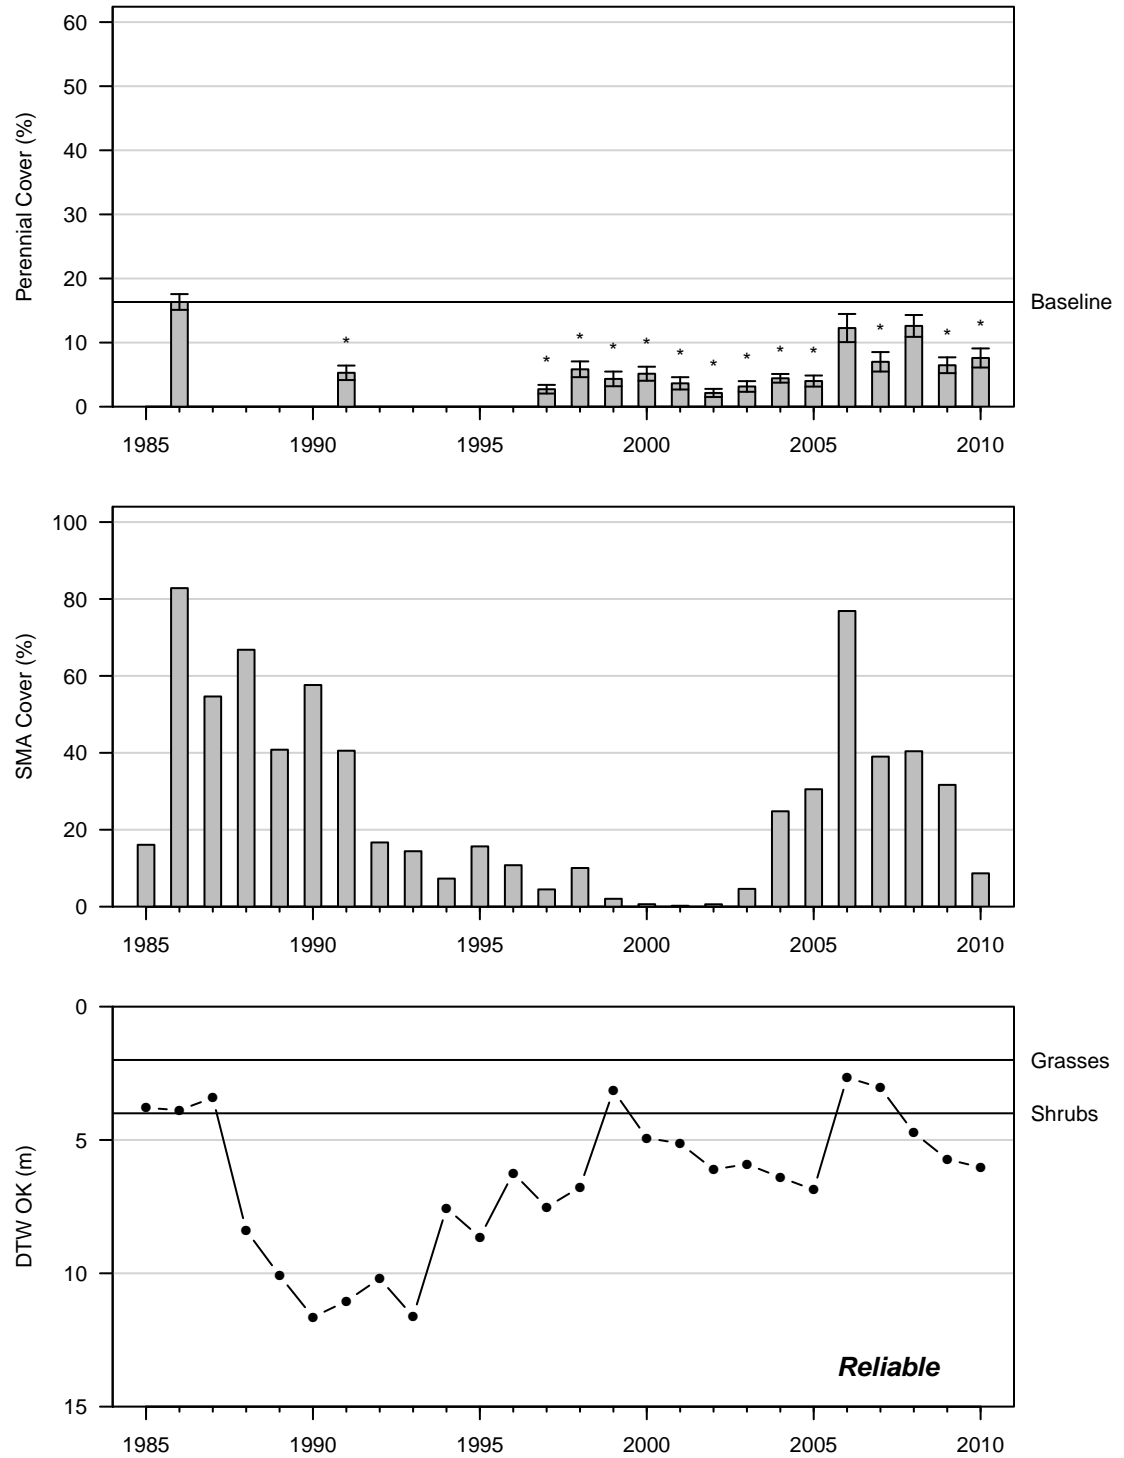 Perennial Cover (%)
60
50
40
30
20
10
0
Baseline
* * * * * * * * * * * * *
1985 1990 1995 2000 2005 2010
SMA Cover (%)
100
80
60
40
20
0
1985 1990 1995 2000 2005 2010
DTW OK (m)
0
5
10
15
Grasses
Shrubs
Reliable
1985 1990 1995 2000 2005 2010